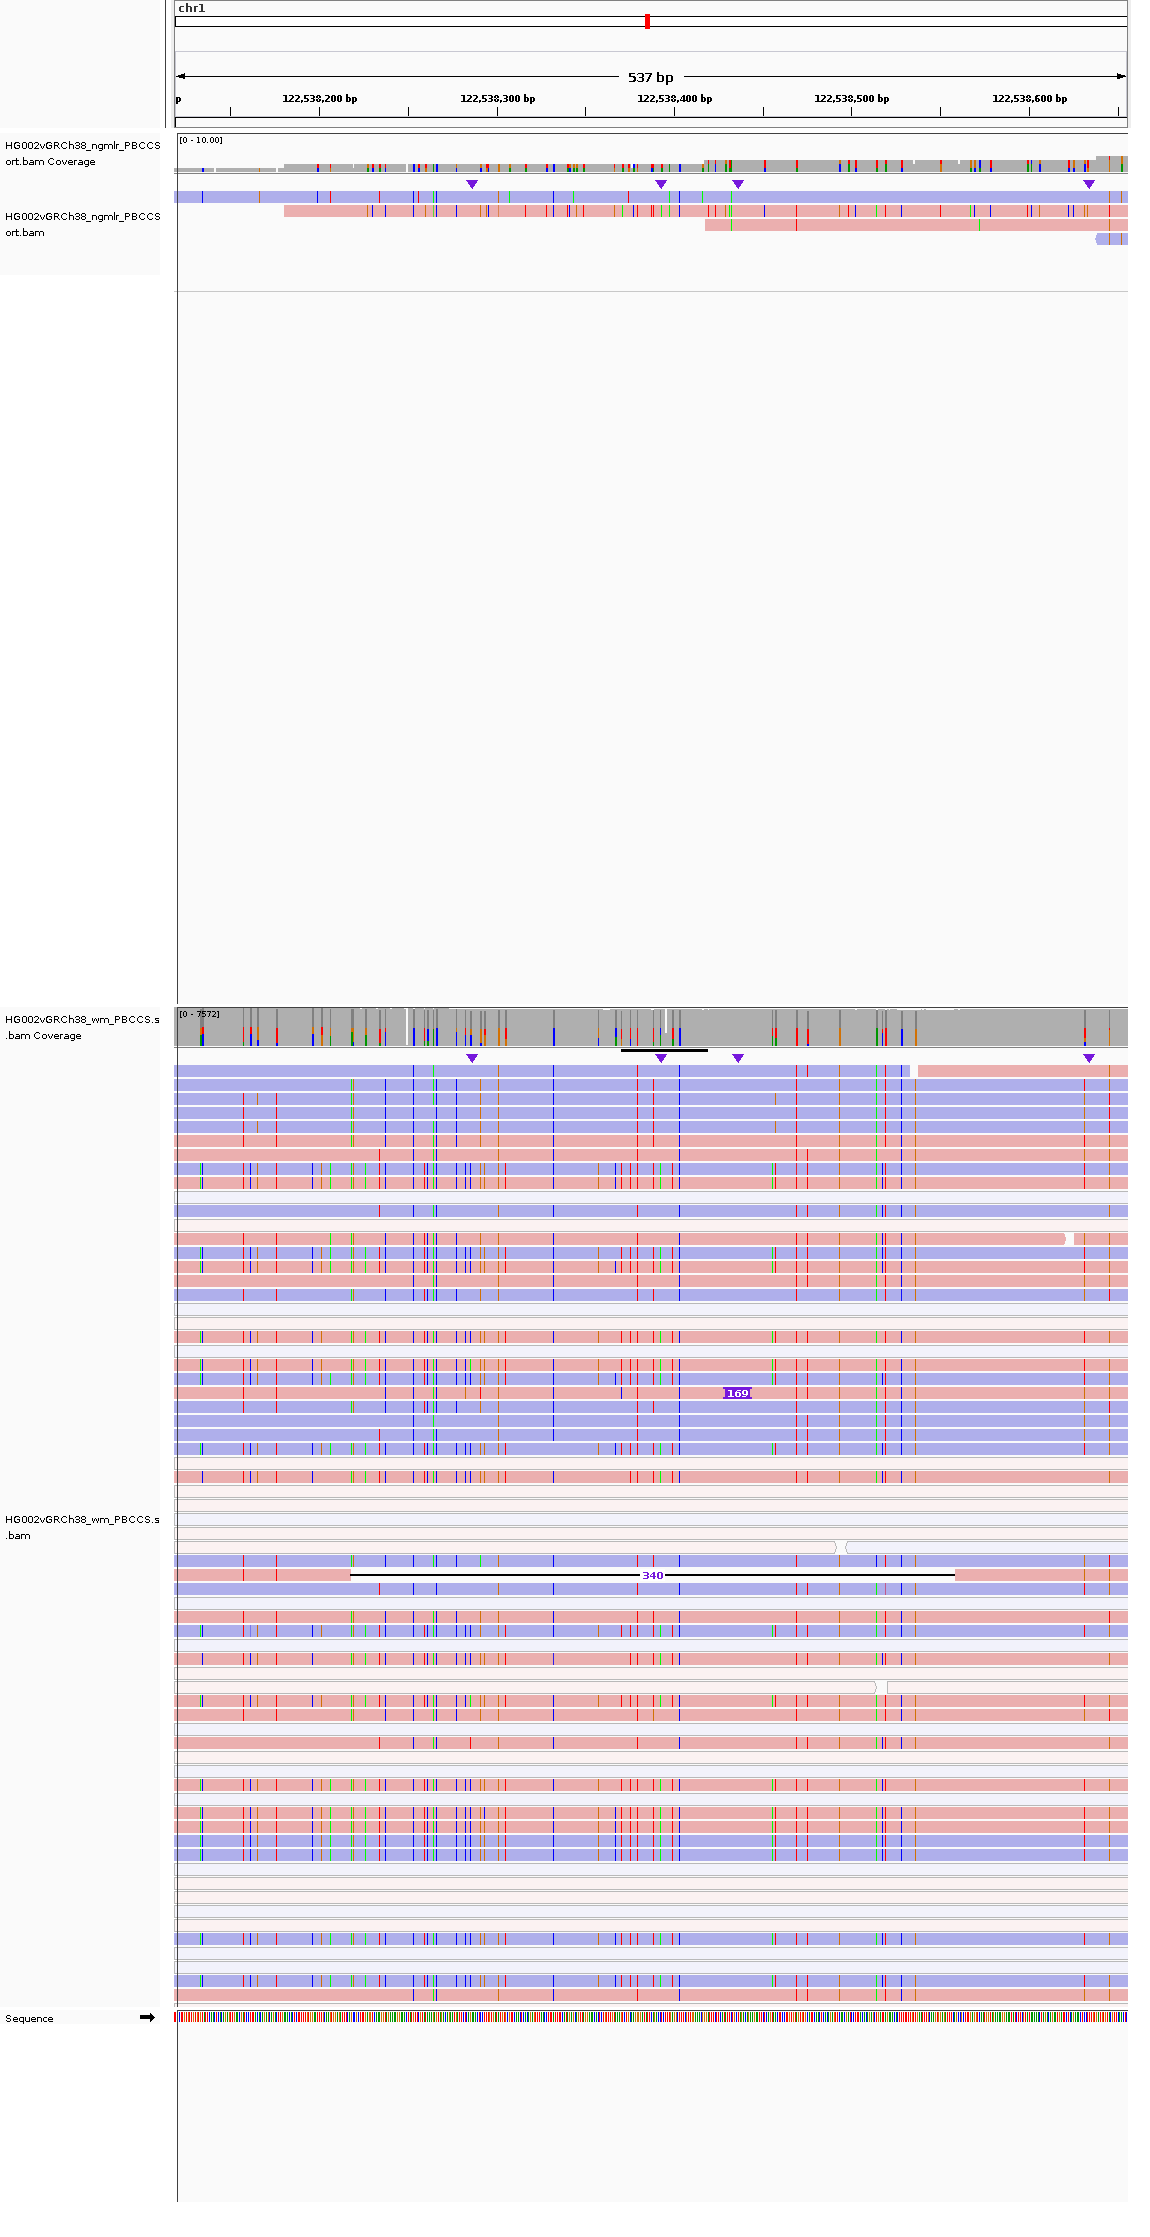 chr1
537 bp
p
122,538,200 bp
122,538,300 bp
122,538,400 bp
122,538,500 bp
122,538,600 bp
HG002vGRCh38_ngmlr_PBCCS
ort.bam Coverage
[0 - 10.00]
HG002vGRCh38_ngmlr_PBCCS
ort.bam
HG002vGRCh38_wm_PBCCS.s
.bam Coverage
[0 - 7572]
169
HG002vGRCh38_wm_PBCCS.s
.bam
340
Sequence